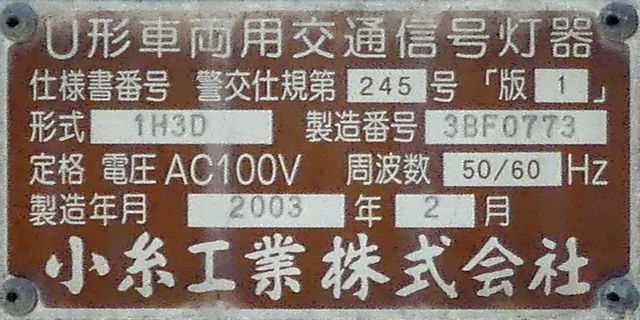 U形車両用交通信号灯器
仕様書番号 警交仕規第 245 号 「版 1 」
形式 1H3D 製造番号 3BF0773
定格 電圧 AC100V 周波数 50/60 Hz
製造年月 2003 年 2 月
小糸工業株式会社